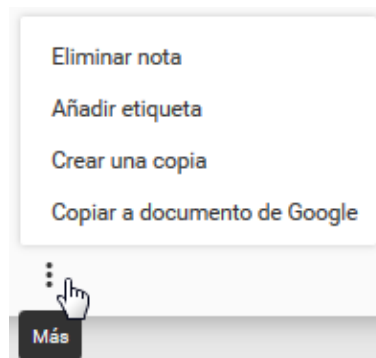 Eliminar nota
Añadir etiqueta
Crear una copia
Copiar a documento de Google
Más